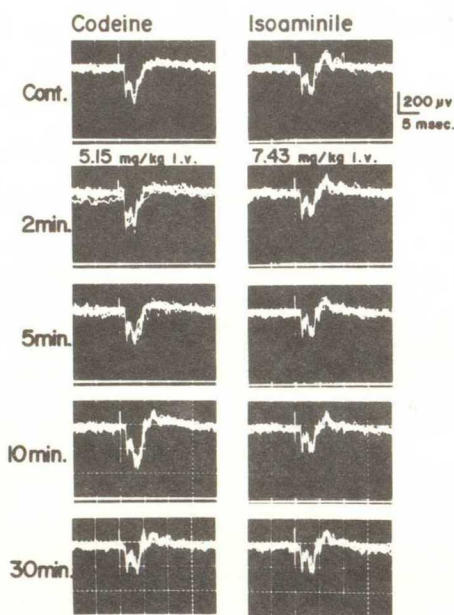 Codeine Isoaminile
Cont.
200 μv
5 msec.
5.15 mg/kg i.v. 7.43 mg/kg i.v.
2min.
5min.
10min.
30min.